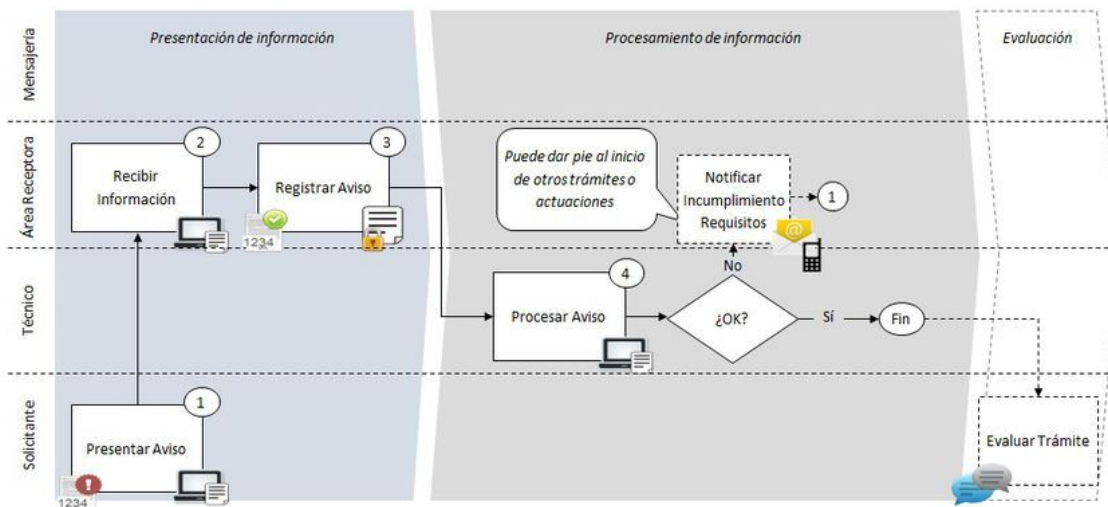 Presentación de información
Procesamiento de información
Evaluación
Mensajería
Área Receptora
2
Recibir
Información
3
Registrar Aviso
1234
Puede dar pie al inicio
de otros trámites o
actuaciones
Notificar
Incumplimiento
Requisitos
@
1
Técnico
4
Procesar Aviso
No
¿OK?
Sí
Fin
Solicitante
1
Presentar Aviso
!
1234
Evaluar Trámite